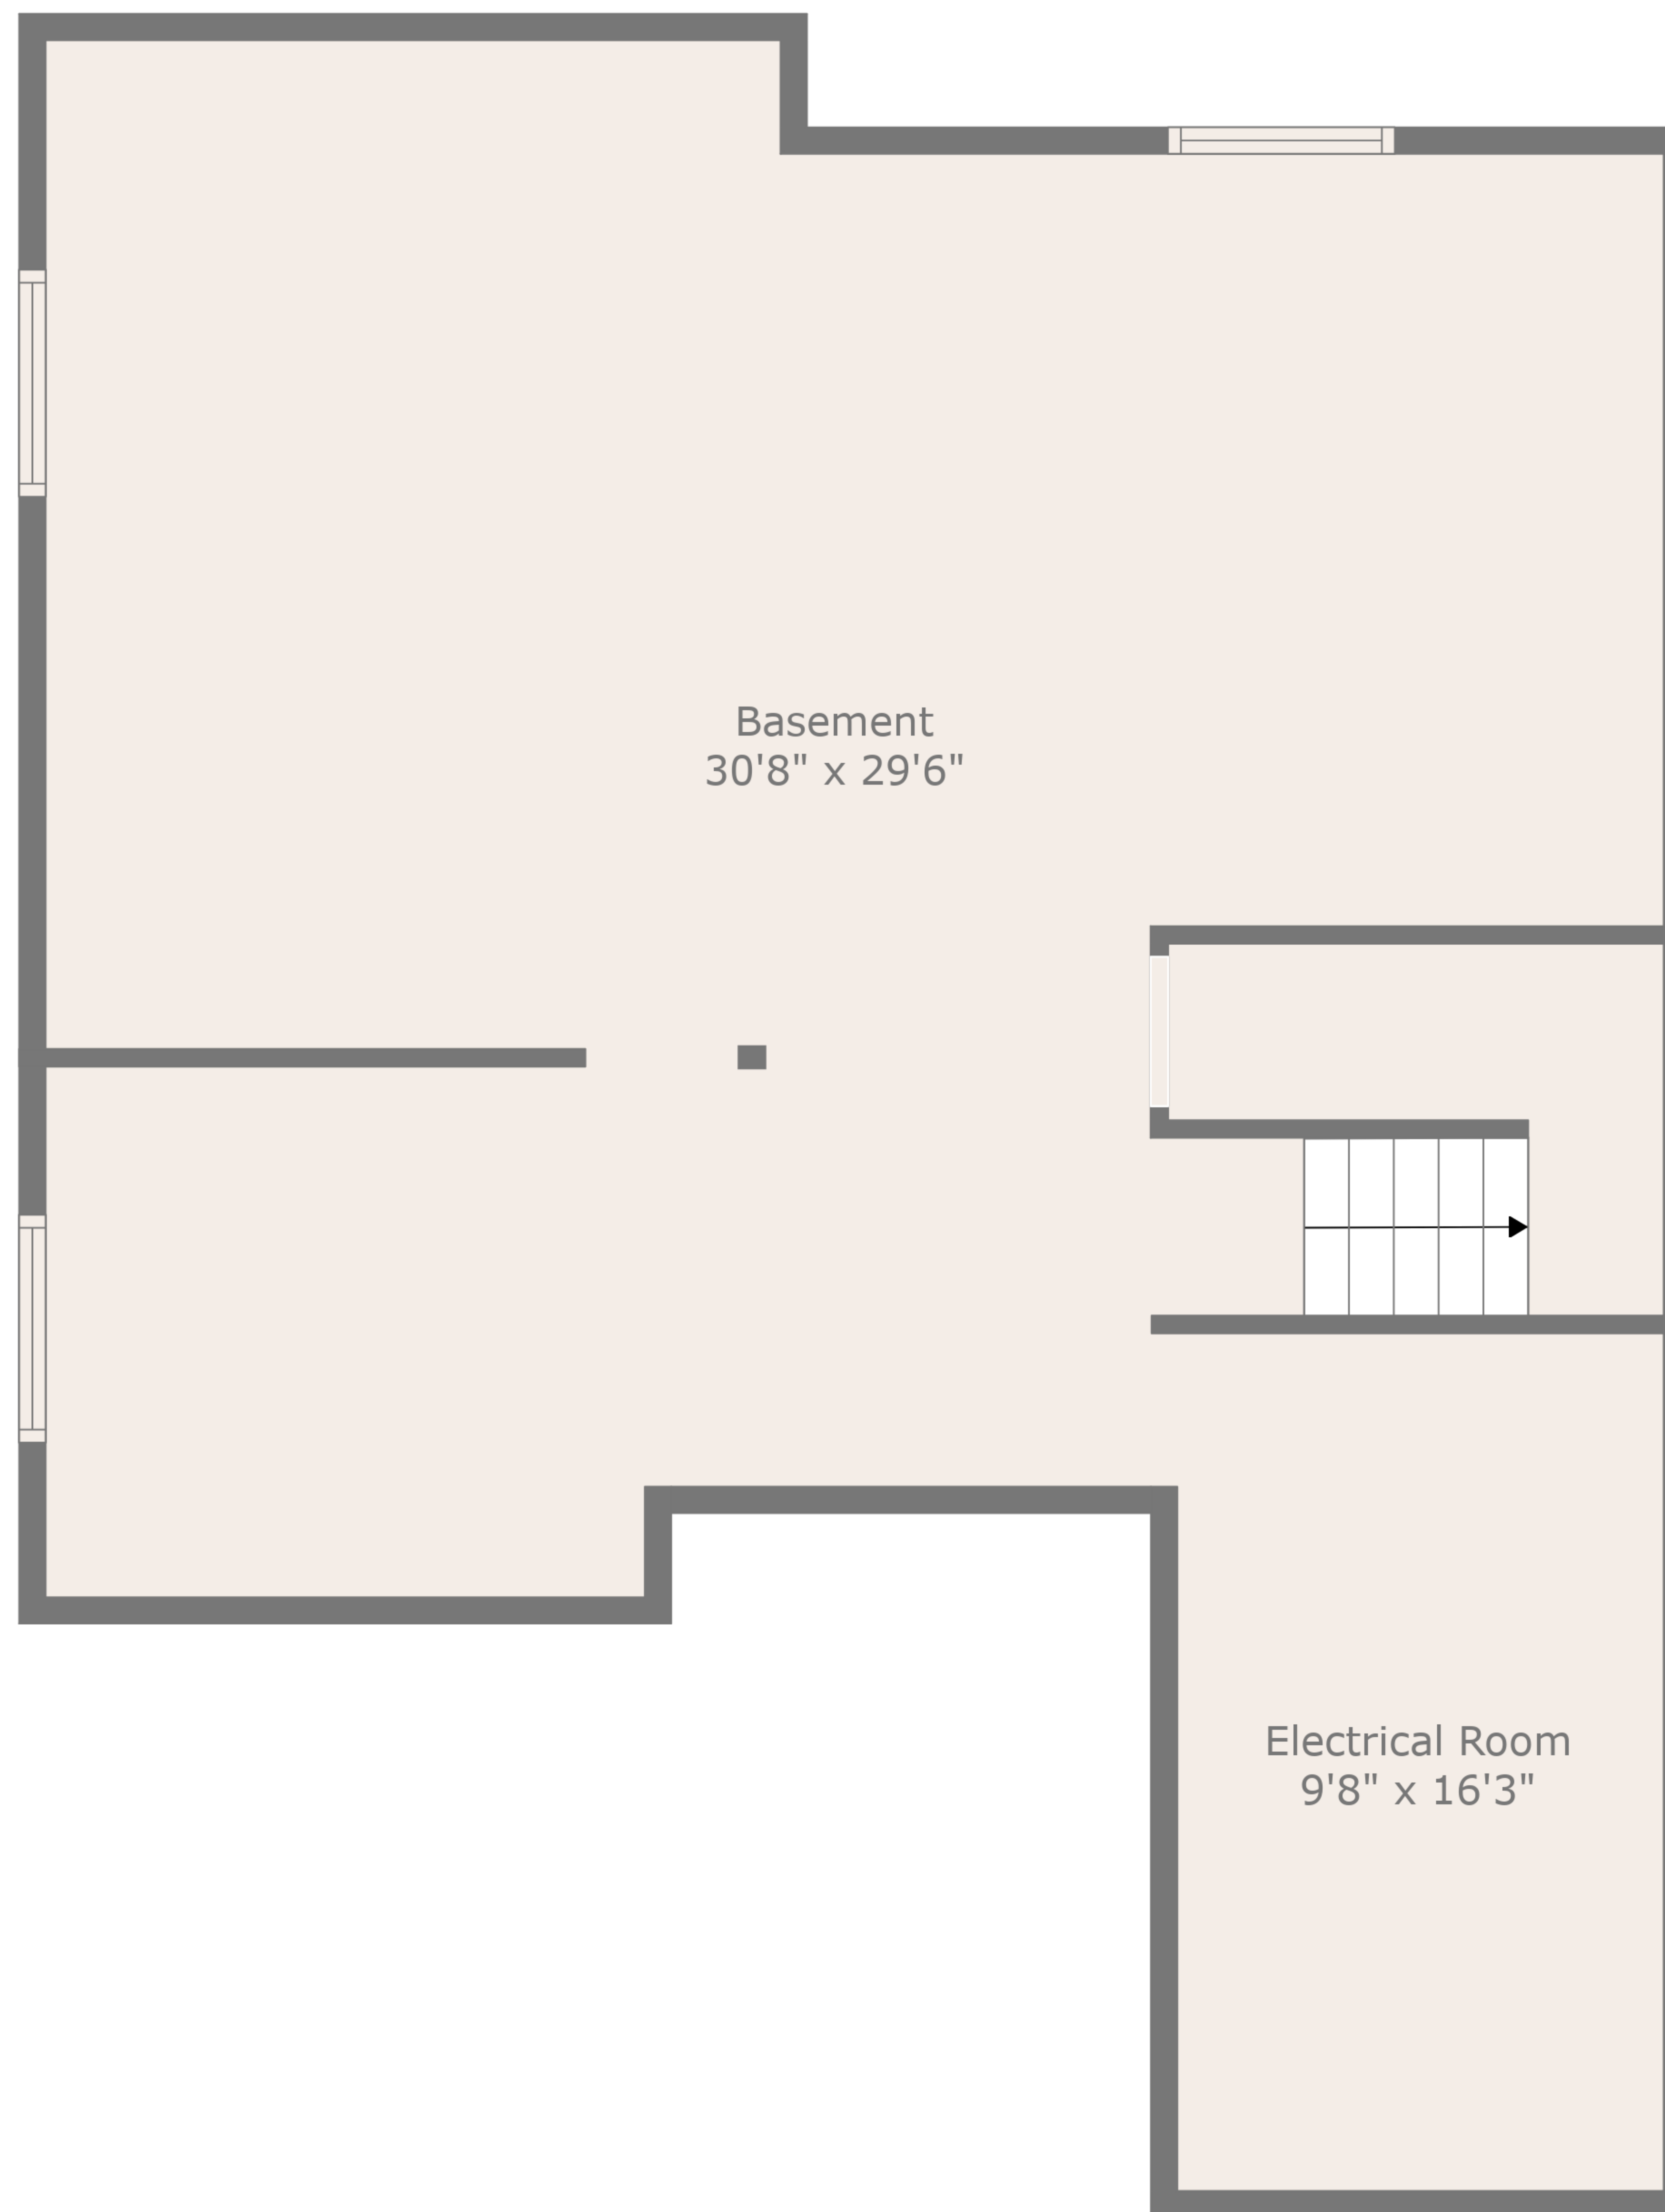 Basement
30'8" x 29'6"
Electrical Room
9'8" x 16'3"